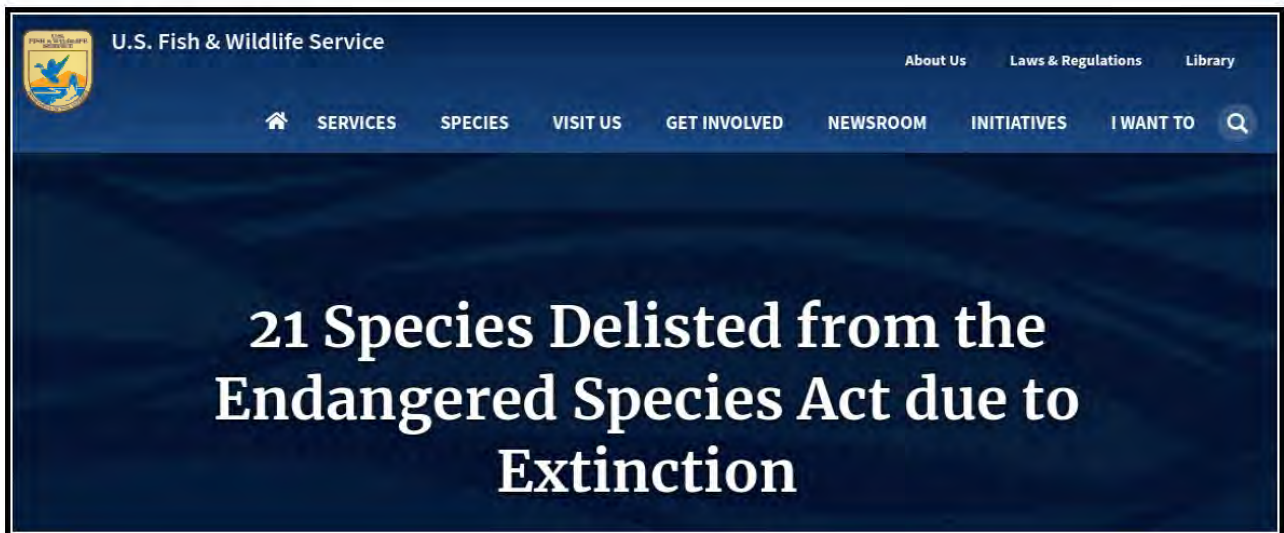 U.S. Fish & Wildlife Service
About Us Laws & Regulations Library
SERVICES SPECIES VISIT US GET INVOLVED NEWSROOM INITIATIVES I WANT TO
21 Species Delisted from the
Endangered Species Act due to
Extinction